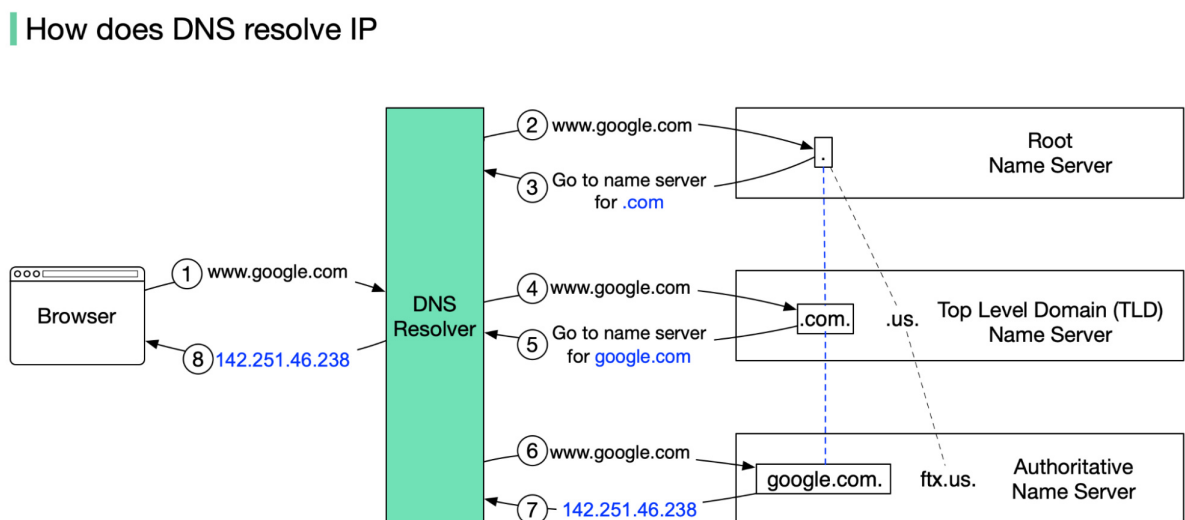 How does DNS resolve IP
2 www.google.com
.
Root
Name Server
3 Go to name server
for .com
1 www.google.com
Browser
8 142.251.46.238
DNS
Resolver
4 www.google.com
.com.
.us.
Top Level Domain (TLD)
Name Server
5 Go to name server
for google.com
6 www.google.com
google.com.
ftx.us.
Authoritative
Name Server
7 142.251.46.238